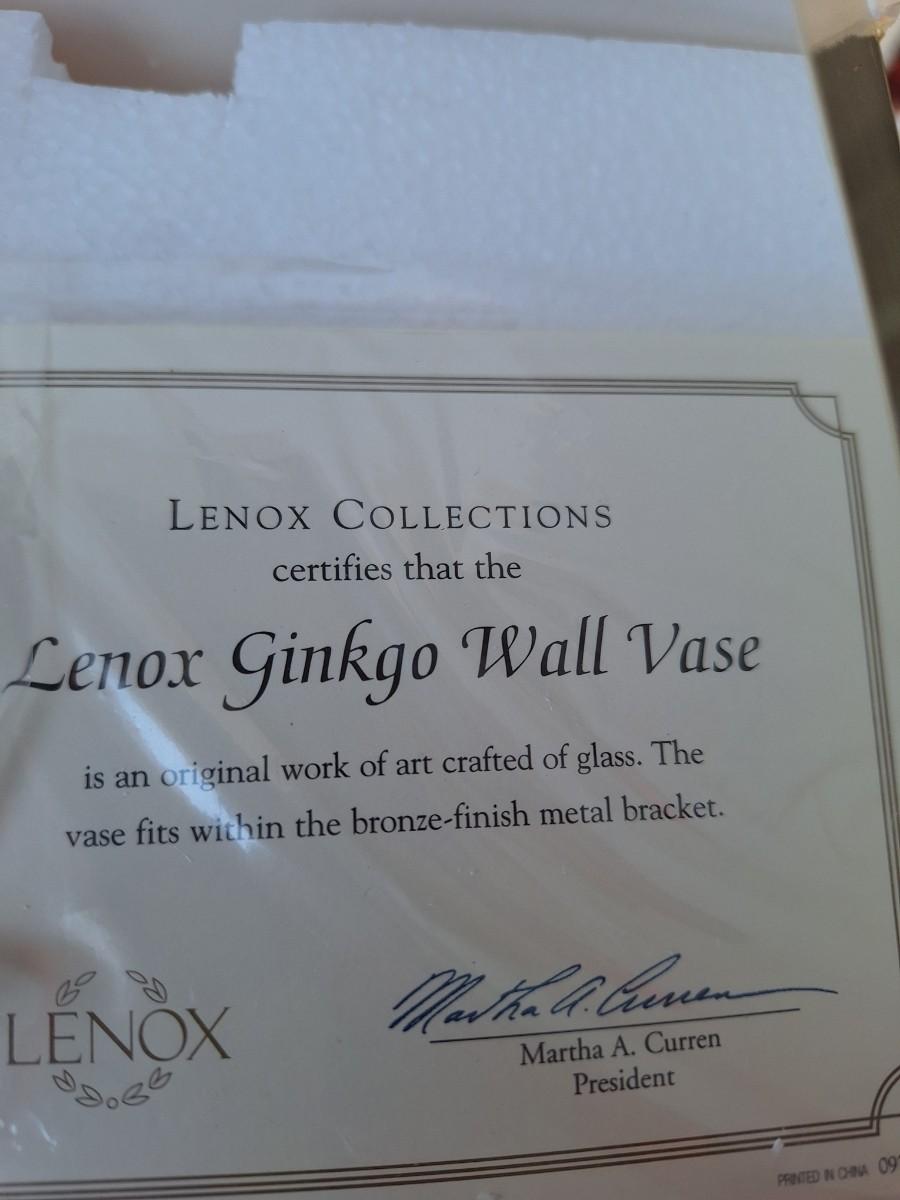 LENOX COLLECTIONS
certifies that the
Lenox Ginkgo Wall Vase
is an original work of art crafted of glass. The
vase fits within the bronze-finish metal bracket.
LENOX
Martha A. Curren
Martha A. Curren
President
PRINTED IN CHINA